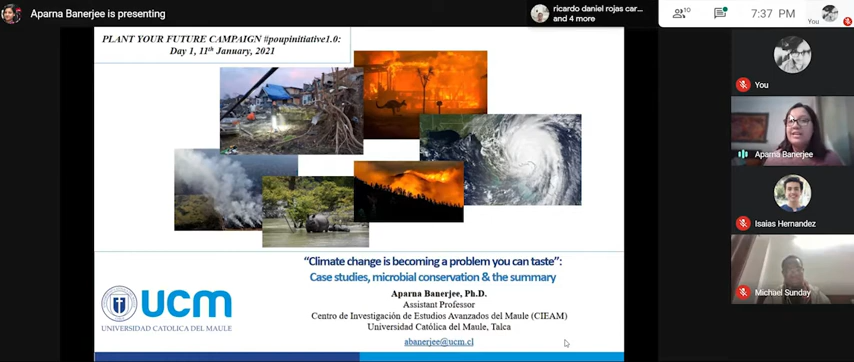 Aparna Banerjee is presenting
ricardo daniel rojas car...
and 4 more
10
7:37 PM
You
PLANT YOUR FUTURE CAMPAIGN #poupinitiative1.0:
Day 1, 11th January, 2021
You
Aparna Banerjee
Isaias Hernandez
Michael Sunday
“Climate change is becoming a problem you can taste”:
Case studies, microbial conservation & the summary
Aparna Banerjee, Ph.D.
Assistant Professor
Centro de Investigación de Estudios Avanzados del Maule (CIEAM)
Universidad Católica del Maule, Talca
abanerjee@ucm.cl
ucm
UNIVERSIDAD CATOLICA DEL MAULE